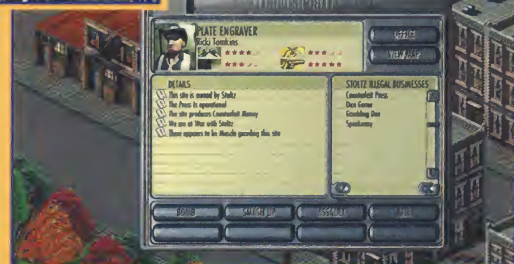 PLATE ENGRAVER
Ricki Tomkins
OFFICE
VIEW MAP
DETAILS
This site is owned by Stoltz
The Press is operational
The site produces Counterfeit Money
We are at War with Stoltz
There appears to be Muscle guarding this site
STOLTZ ILLEGAL BUSINESSES
Counterfeit Press
Dice Game
Gambling Den
Speakeasy
BOMB
SMASH UP
ASSAULT